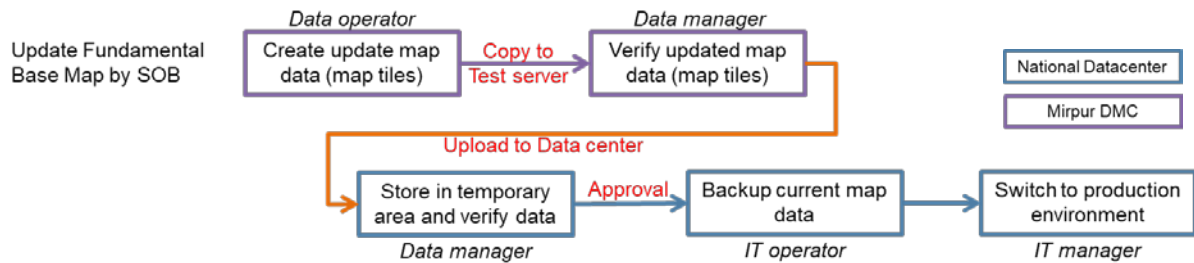 Update Fundamental
Base Map by SOB
Data operator
Create update map
data (map tiles)
Copy to
Test server
Data manager
Verify updated map
data (map tiles)
National Datacenter
Mirpur DMC
Upload to Data center
Store in temporary
area and verify data
Data manager
Approval
Backup current map
data
IT operator
Switch to production
environment
IT manager